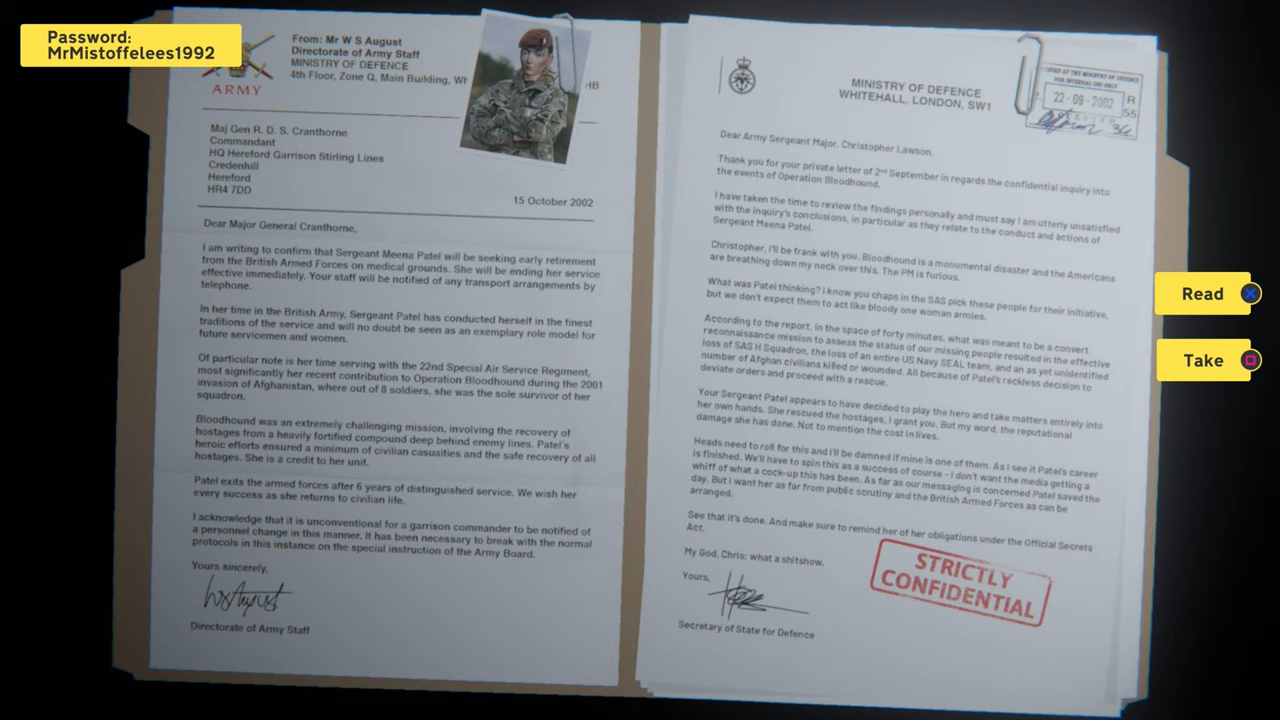 Password:
MrMistoffelees1992
ARMY
From: Mr W S August
Directorate of Army Staff
MINISTRY OF DEFENCE
4th Floor, Zone Q, Main Building,
HB
Maj Gen R. D. S. Cranthorne
Commandant
HQ Hereford Garrison Stirling Lines
Credenhill
Hereford
HR4 7DD
15 October 2002
Dear Major General Cranthorne,
I am writing to confirm that Sergeant Meena Patel will be seeking early retirement
from the British Armed Forces on medical grounds. She will be ending her service
effective immediately. Your staff will be notified of any transport arrangements by
telephone.
In her time in the British Army, Sergeant Patel has conducted herself in the finest
traditions of the service and will no doubt be seen as an exemplary role model for
future servicemen and women.
Of particular note is her time serving with the 22nd Special Air Service Regiment,
most significantly her recent contribution to Operation Bloodhound during the 2001
invasion of Afghanistan, where out of 8 soldiers, she was the sole survivor of her
squadron.
Bloodhound was an extremely challenging mission, involving the recovery of
hostages from a heavily fortified compound deep behind enemy lines. Patel's
heroic efforts ensured a minimum of civilian casualties and the safe recovery of all
hostages. She is a credit to her unit.
Patel exits the armed forces after 6 years of distinguished service. We wish her
every success as she returns to civilian life.
I acknowledge that it is unconventional for a garrison commander to be notified of
a personnel change in this manner. It has been necessary to break with the normal
protocols in this instance on the special instruction of the Army Board.
Yours sincerely,
Directorate of Army Staff
MINISTRY OF DEFENCE
WHITEHALL, LONDON, SW1
AT THE MINISTRY OF DEFENCE
FOR INTERNAL USE ONLY
22-09-2002
R
55
Dear Army Sergeant Major, Christopher Lawson,
Thank you for your private letter of 2nd September in regards the confidential inquiry into
the events of Operation Bloodhound.
I have taken the time to review the findings personally and must say I am utterly unsatisfied
with the inquiry's conclusions, in particular as they relate to the conduct and actions of
Sergeant Meena Patel.
Christopher, I'll be frank with you. Bloodhound is a monumental disaster and the Americans
are breathing down my neck over this. The PM is furious.
What was Patel thinking? I know you chaps in the SAS pick these people for their initiative,
but we don't expect them to act like bloody one woman armies.
According to the report, in the space of forty minutes, what was meant to be a convert
reconnaissance mission to assess the status of our missing people resulted in the effective
loss of SAS H Squadron, the loss of an entire US Navy SEAL team, and an as yet unidentified
number of Afghan civilians killed or wounded. All because of Patel's reckless decision to
deviate orders and proceed with a rescue.
Your Sergeant Patel appears to have decided to play the hero and take matters entirely into
her own hands. She rescued the hostages, I grant you. But my word, the reputational
damage she has done. Not to mention the cost in lives.
Heads need to roll for this and I'll be damned if mine is one of them. As I see it Patel's career
is finished. We'll have to spin this as a success of course - I don't want the media getting a
whiff of what a cock-up this has been. As far as our messaging is concerned Patel saved the
day. But I want her as far from public scrutiny and the British Armed Forces as can be
arranged.
See that it's done. And make sure to remind her of her obligations under the Official Secrets
Act.
My God, Chris; what a shitshow.
Yours,
Secretary of State for Defence
STRICTLY
CONFIDENTIAL
Read
Take